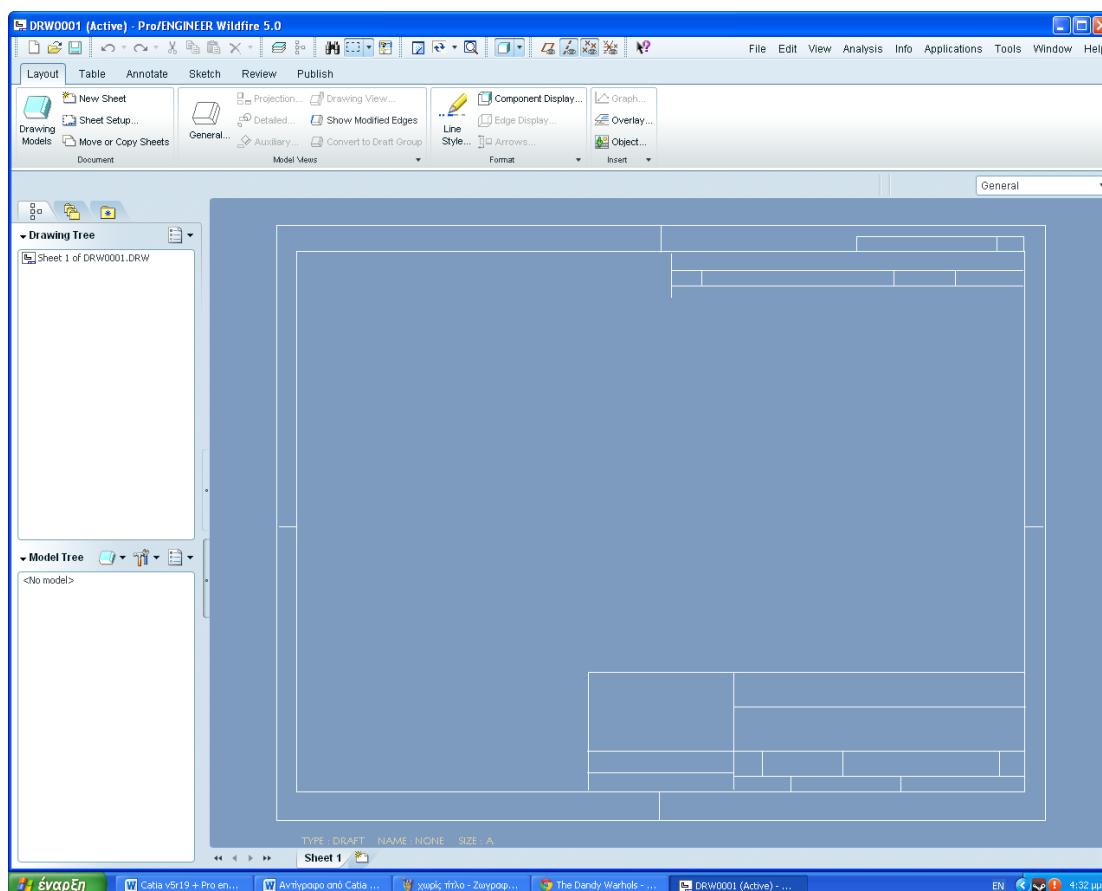 DRW0001 (Active) - Pro/ENGINEER Wildfire 5.0
File Edit View Analysis Info Applications Tools Window Help
Layout Table Annotate Sketch Review Publish
New Sheet Projection... Drawing View... Component Display... Graph...
Drawing Models Sheet Setup... General... Detailed... Show Modified Edges Line Style... Edge Display... Overlay...
Move or Copy Sheets Auxiliary... Convert to Draft Group Arrows... Object...
Document Model Views Format Insert
General
Drawing Tree
Sheet 1 of DRW0001.DRW
Model Tree
<No model>
TYPE : DRAFT NAME : NONE SIZE : A
Sheet 1
έναρξη Catia v5r19 + Pro en... Αντίγραφο από Catia ... χωρίς τίτλο - Ζωγραφ... The Dandy Warhols - ... DRW0001 (Active) - ... EN 4:32 μμ